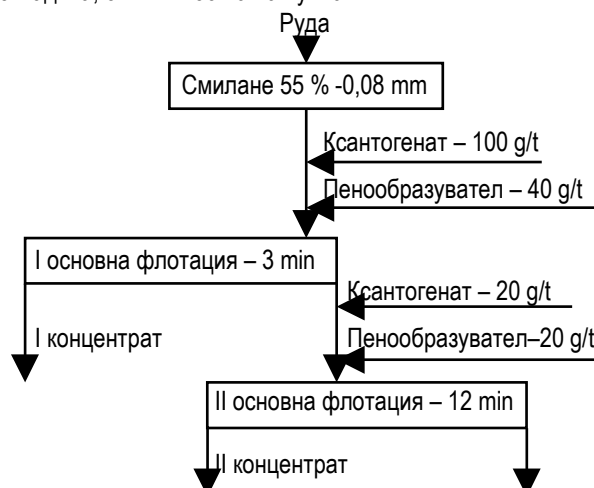 Руда
Смилане 55 % -0,08 mm
Ксантогенат – 100 g/t
Пенообразувател – 40 g/t
I основна флотация – 3 min
Ксантогенат – 20 g/t
I концентрат
Пенообразувател–20 g/t
II основна флотация – 12 min
II концентрат